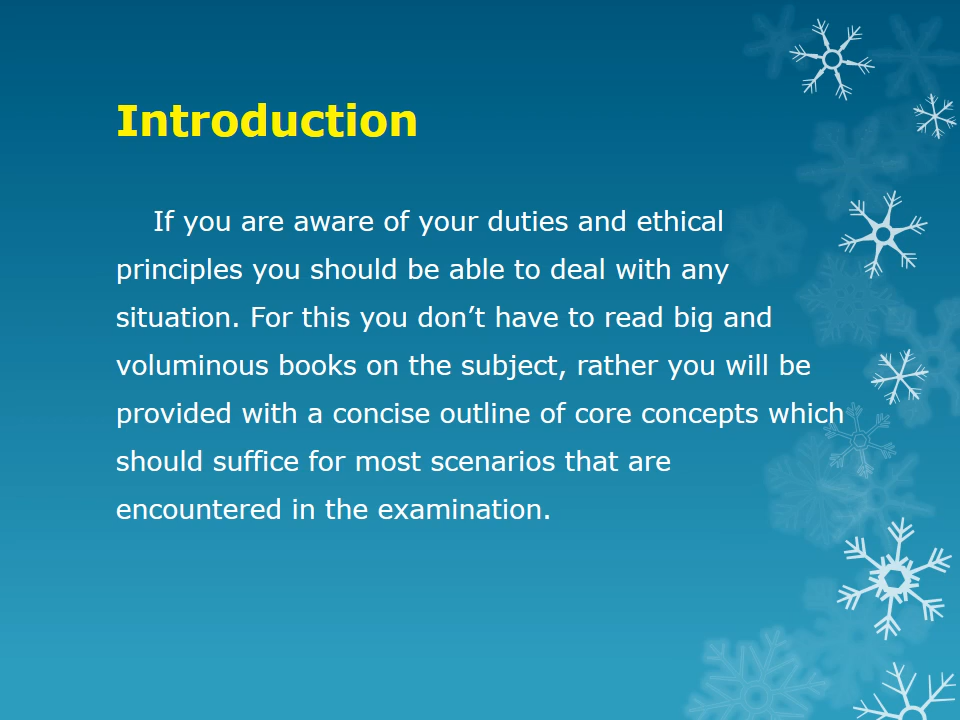 Introduction
If you are aware of your duties and ethical
principles you should be able to deal with any
situation. For this you don’t have to read big and
voluminous books on the subject, rather you will be
provided with a concise outline of core concepts which
should suffice for most scenarios that are
encountered in the examination.